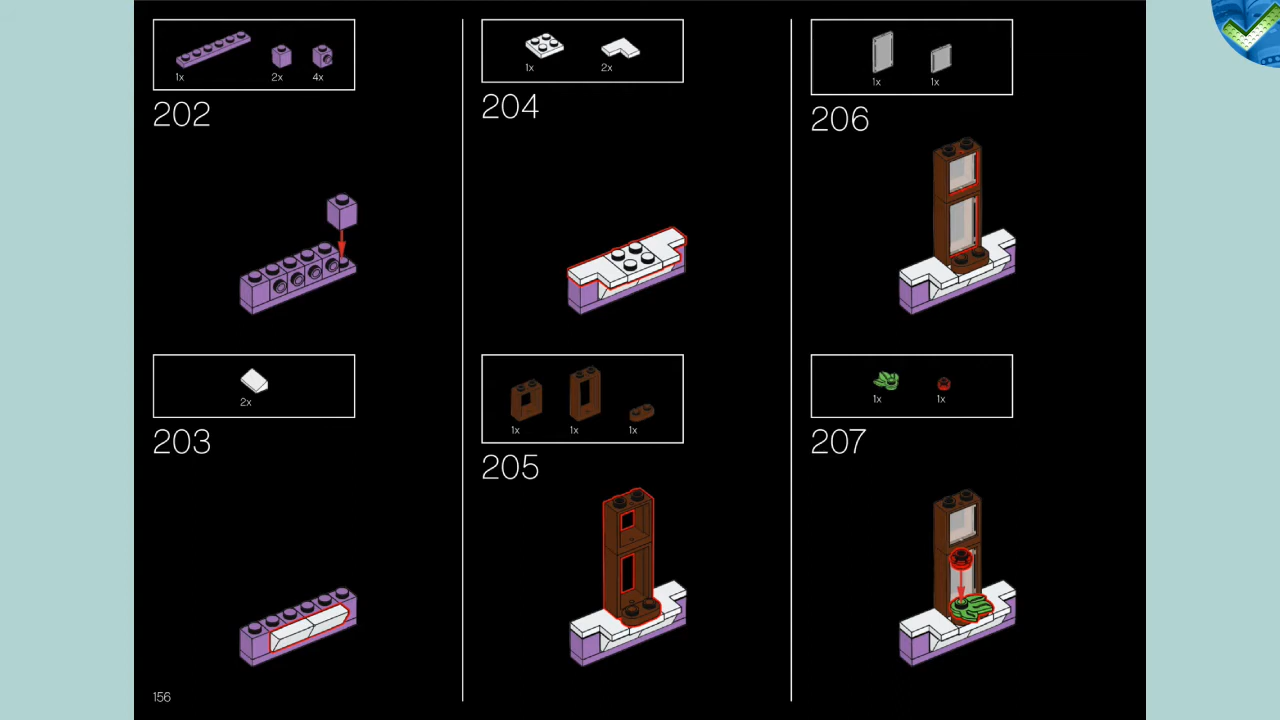 1x 2x 4x
202
2x
203
1x 2x
204
1x 1x 1x
205
1x 1x
206
1x 1x
207
156